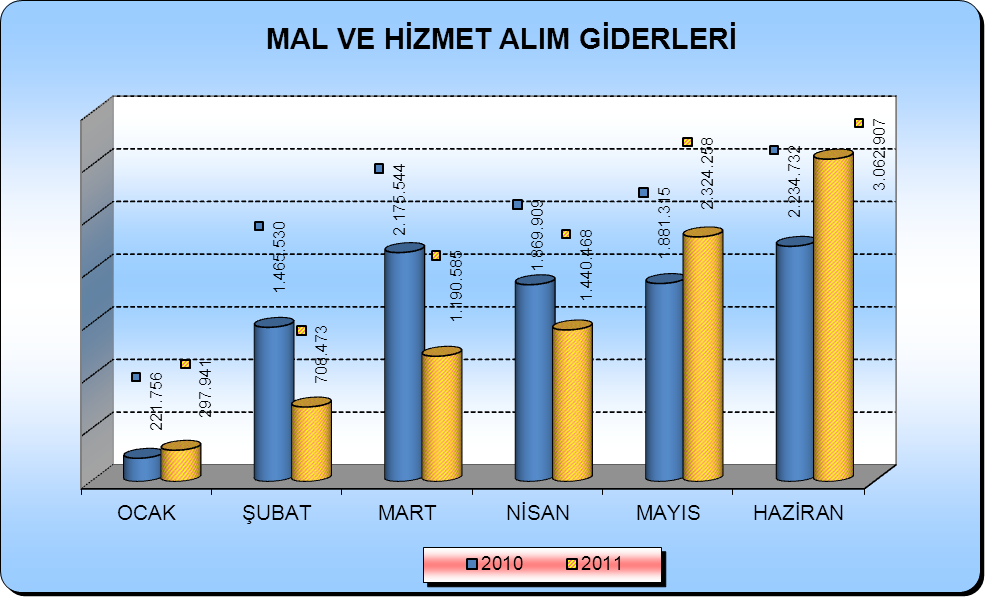 MAL VE HİZMET ALIM GİDERLERİ
221.756
297.941
1.465.530
708.473
2.175.544
1.190.585
1.869.909
1.440.468
1.881.315
2.324.258
2.234.732
3.062.907
OCAK
ŞUBAT
MART
NİSAN
MAYIS
HAZİRAN
2010
2011